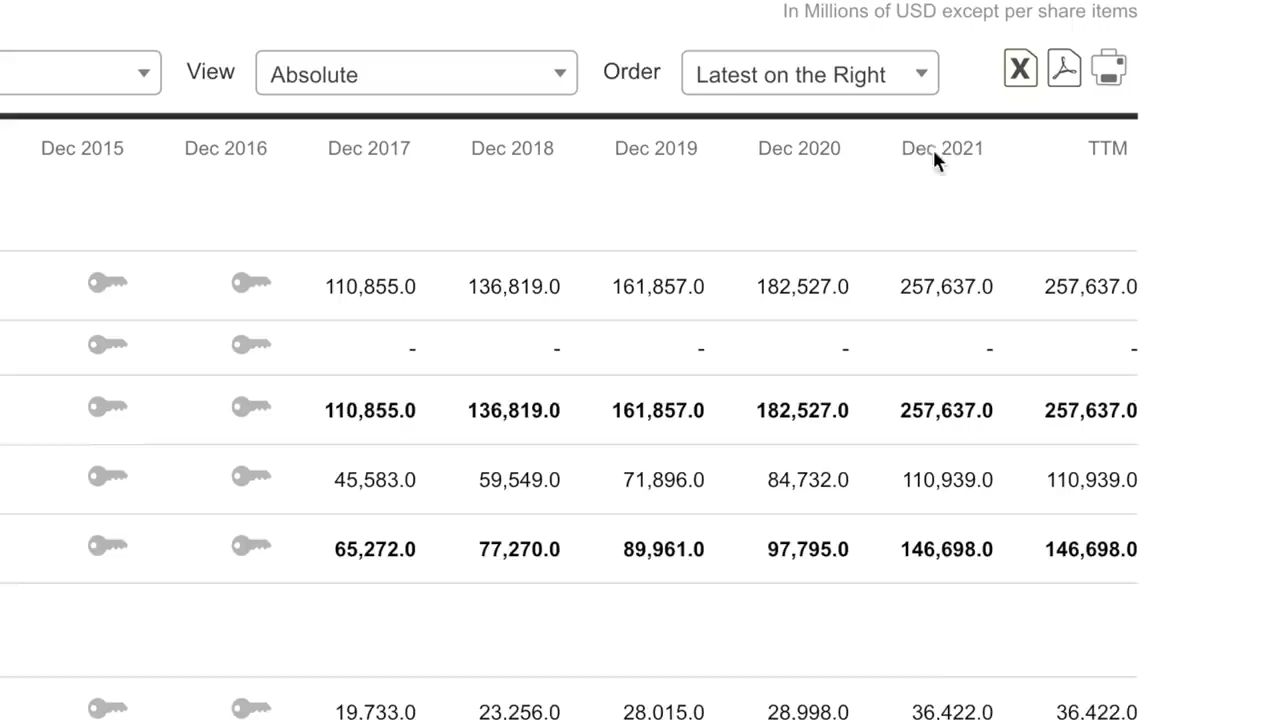 In Millions of USD except per share items
View Absolute Order Latest on the Right X
Dec 2015 Dec 2016 Dec 2017 Dec 2018 Dec 2019 Dec 2020 Dec 2021 TTM
110,855.0 136,819.0 161,857.0 182,527.0 257,637.0 257,637.0
- - - - - -
110,855.0 136,819.0 161,857.0 182,527.0 257,637.0 257,637.0
45,583.0 59,549.0 71,896.0 84,732.0 110,939.0 110,939.0
65,272.0 77,270.0 89,961.0 97,795.0 146,698.0 146,698.0
19,733.0 23,256.0 28,015.0 28,998.0 36,422.0 36,422.0